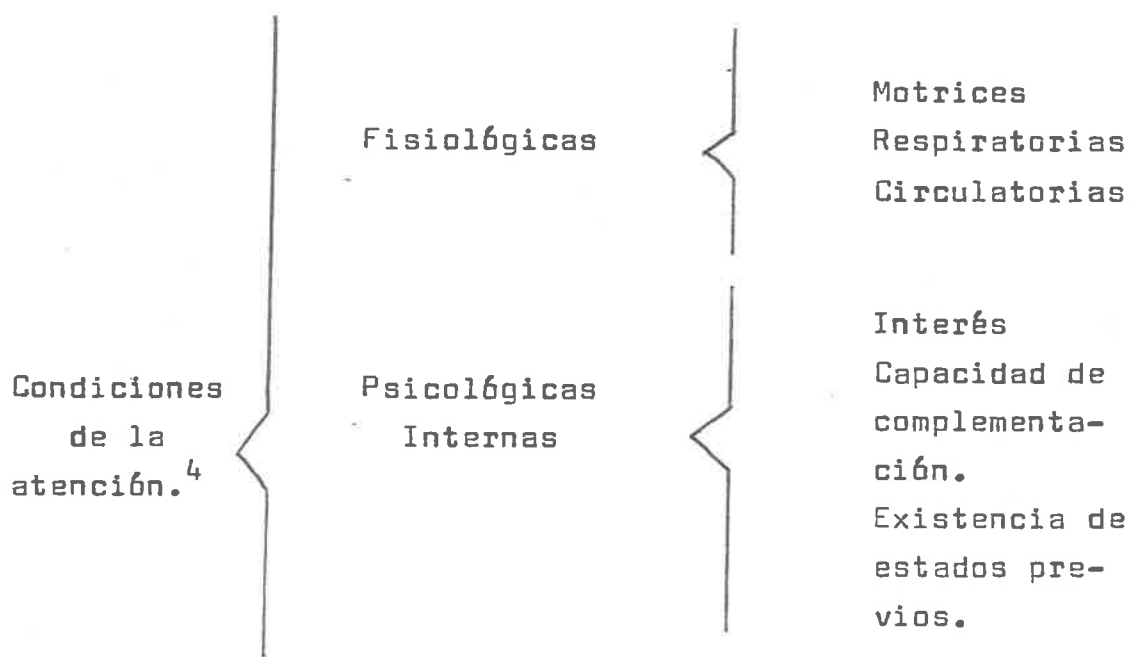 Condiciones
de la
atención.4
Fisiológicas
Motrices
Respiratorias
Circulatorias
Psicológicas
Internas
Interés
Capacidad de
complementa-
ción.
Existencia de
estados pre-
vios.